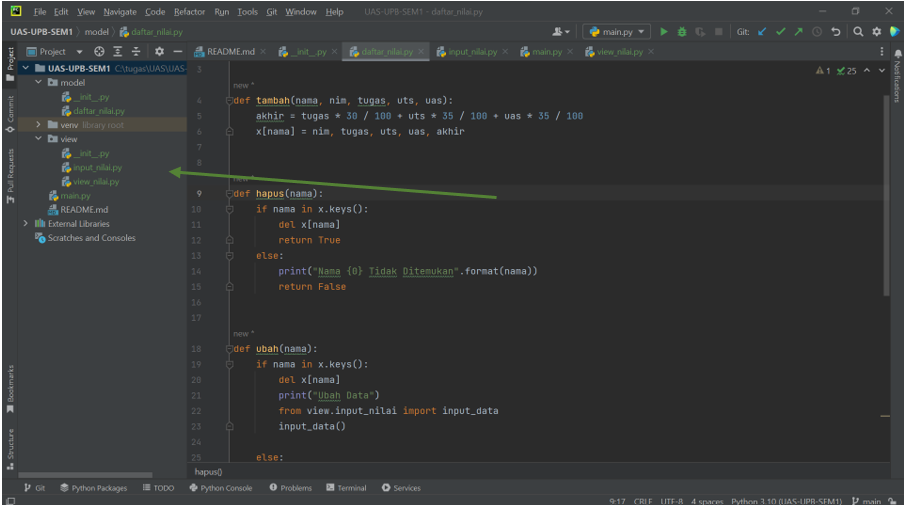 File Edit View Navigate Code Refactor Run Tools Git Window Help UAS-UPB-SEM1 - daftar_nilai.py
UAS-UPB-SEM1 model daftar_nilai.py main.py Git:
Project README.md __init__.py daftar_nilai.py input_nilai.py main.py view_nilai.py
Project
Commit
Pull Requests
Bookmarks
Structure
Notifications
UAS-UPB-SEM1 C:\tugas\UAS\UAS-
model
__init__.py
daftar_nilai.py
venv library root
view
__init__.py
input_nilai.py
view_nilai.py
main.py
README.md
External Libraries
Scratches and Consoles
1 25
3
new *
4 def tambah(nama, nim, tugas, uts, uas):
5 akhir = tugas * 30 / 100 + uts * 35 / 100 + uas * 35 / 100
6 x[nama] = nim, tugas, uts, uas, akhir
7
8
new *
9 def hapus(nama):
10 if nama in x.keys():
11 del x[nama]
12 return True
13 else:
14 print("Nama {0} Tidak Ditemukan".format(nama))
15 return False
16
17
new *
18 def ubah(nama):
19 if nama in x.keys():
20 del x[nama]
21 print("Ubah Data")
22 from view.input_nilai import input_data
23 input_data()
24
25 else:
hapus()
Git Python Packages TODO Python Console Problems Terminal Services
9:17 CRLF UTF-8 4 spaces Python 3.10 (UAS-UPB-SEM1) main